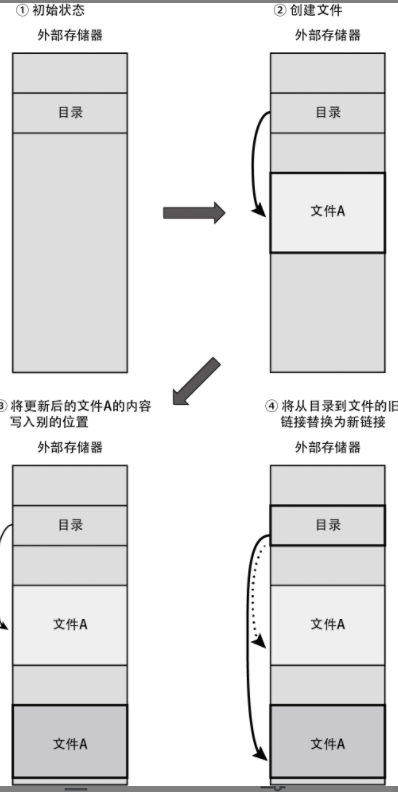 ① 初始状态
外部存储器
目录
② 创建文件
外部存储器
目录
文件A
③ 将更新后的文件A的内容
写入别的位置
外部存储器
目录
文件A
文件A
④ 将从目录到文件的旧
链接替换为新链接
外部存储器
目录
文件A
文件A